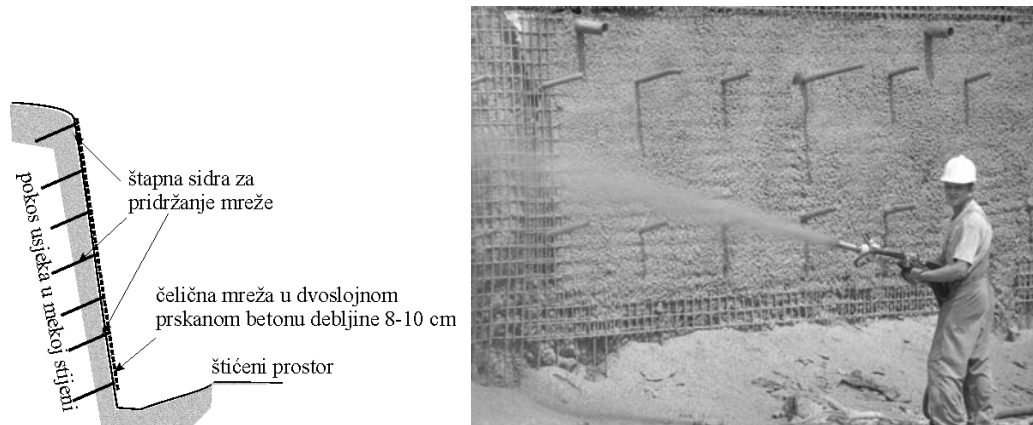 štapna sidra za
pridržanje mreže
pokos usjeka u mekoj stijeni
čelična mreža u dvoslojnom
prskanom betonu debljine 8-10 cm
štićeni prostor